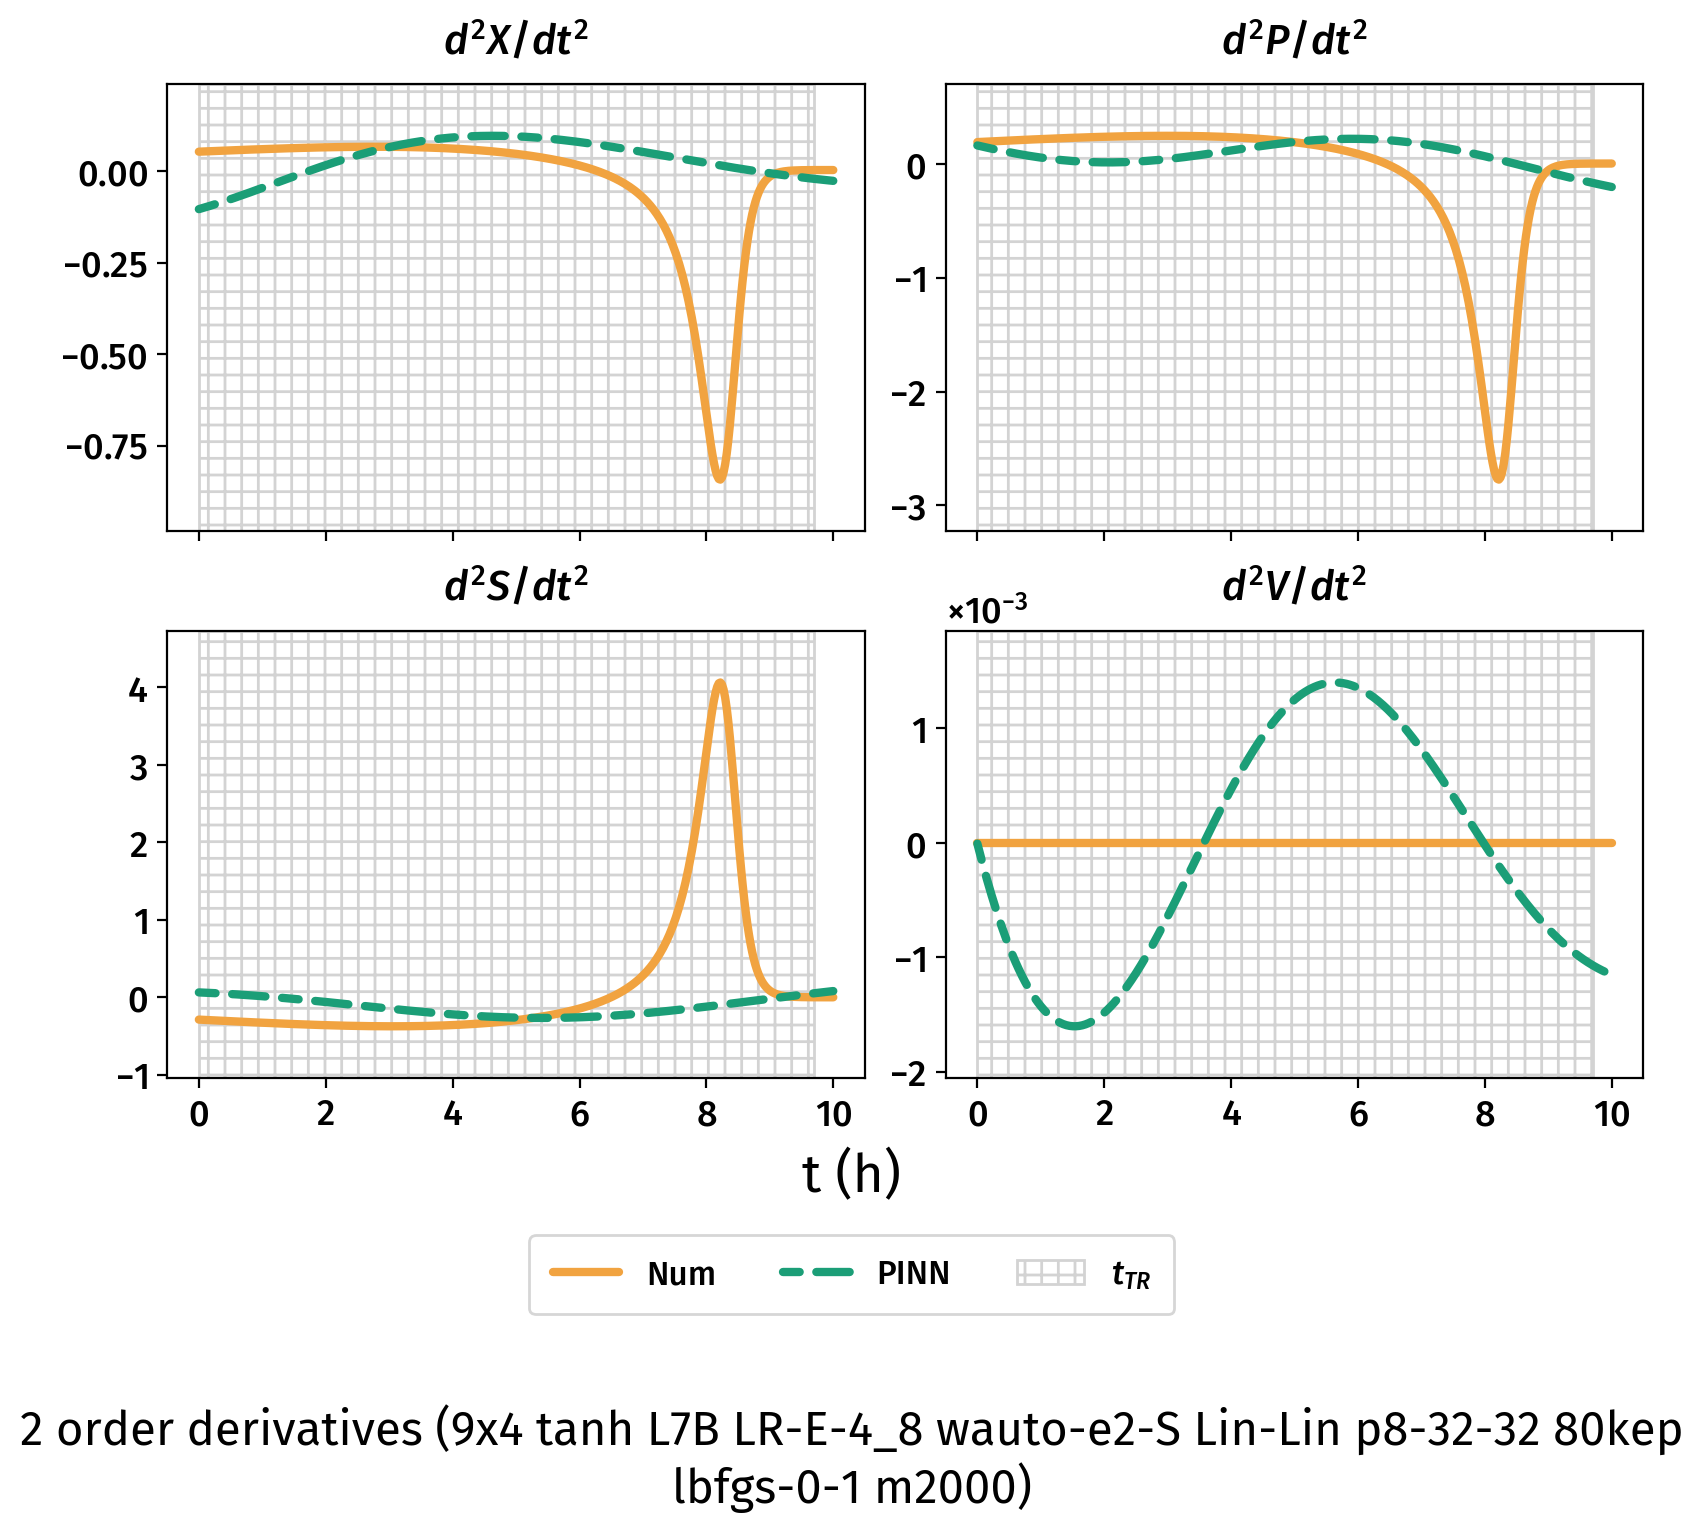 d²X/dt²
d²P/dt²
0.00
−0.25
−0.50
−0.75
0
−1
−2
−3
d²S/dt²
d²V/dt²
×10⁻³
4
3
2
1
0
−1
1
0
−1
−2
0 2 4 6 8 10
0 2 4 6 8 10
t (h)
Num PINN t_TR
2 order derivatives (9x4 tanh L7B LR-E-4_8 wauto-e2-S Lin-Lin p8-32-32 80kep
lbfgs-0-1 m2000)